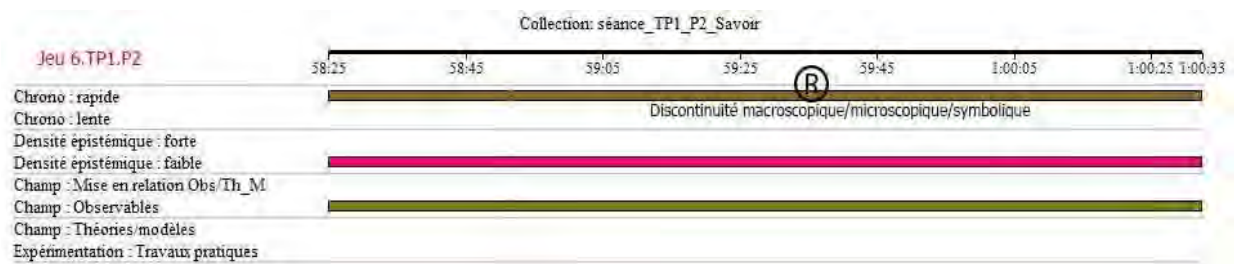 Collection: séance_TP1_P2_Savoir
Jeu 6.TP1.P2
58:25 58:45 59:05 59:25 59:45 1:00:05 1:00:25 1:00:33
R
Chrono : rapide
Discontinuité macroscopique/microscopique/symbolique
Chrono : lente
Densité épistémique : forte
Densité épistémique : faible
Champ : Mise en relation Obs/Th_M
Champ : Observables
Champ : Théories/modèles
Expérimentation : Travaux pratiques